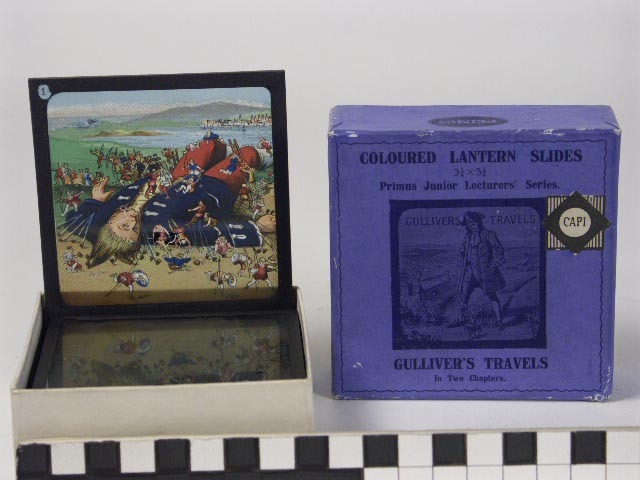 1
PRIMUS
COLOURED LANTERN SLIDES
3¼ × 3¼
Primus Junior Lecturers' Series.
CAPI
GULLIVER'S TRAVELS
GULLIVER'S TRAVELS
In Two Chapters.